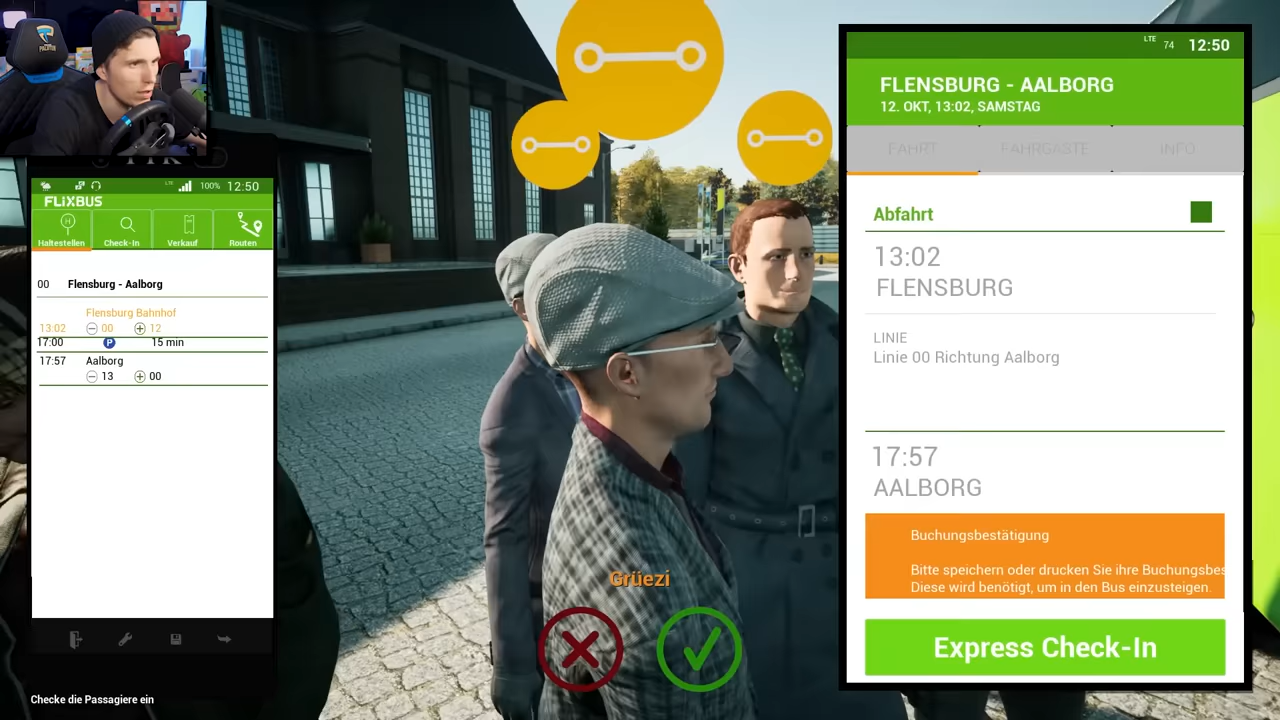 100% 12:50
FLiXBUS
Haltestellen Check-In Verkauf Routen
00 Flensburg - Aalborg
Flensburg Bahnhof
13:02 00 12
17:00 P 15 min
17:57 Aalborg
13 00
Checke die Passagiere ein
Grüezi
LTE 74 12:50
FLENSBURG - AALBORG
12. OKT, 13:02, SAMSTAG
FAHRT FAHRGÄSTE INFO
Abfahrt
13:02
FLENSBURG
LINIE
Linie 00 Richtung Aalborg
17:57
AALBORG
Buchungsbestätigung
Bitte speichern oder drucken Sie ihre Buchungsbes
Diese wird benötigt, um in den Bus einzusteigen.
Express Check-In